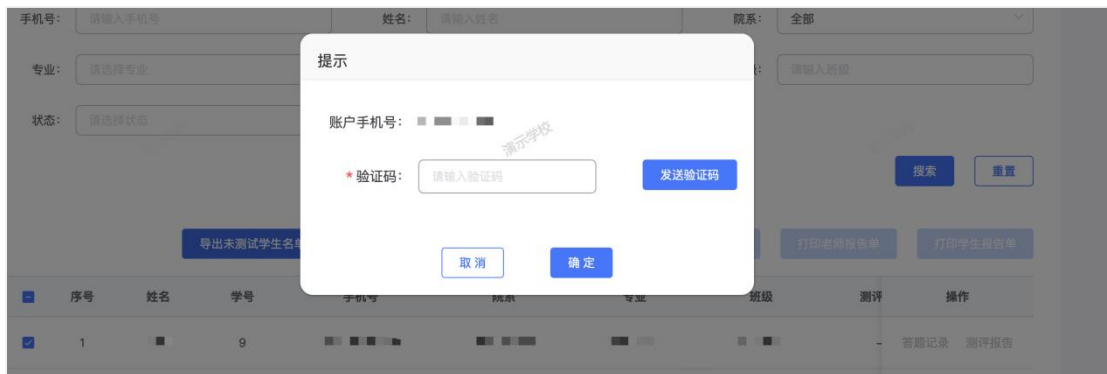 手机号： 请输入手机号 姓名： 请输入姓名 院系： 全部
提示
专业： 请选择专业 请输入班级
账户手机号：
状态： 请选择状态
演示学校
* 验证码： 请输入验证码 发送验证码
搜索 重置
导出未测试学生名单 打印老师报告单 打印学生报告单
取消 确定
序号 姓名 学号 手机号 院系 专业 班级 测评 操作
1 9 - 答题记录 测评报告